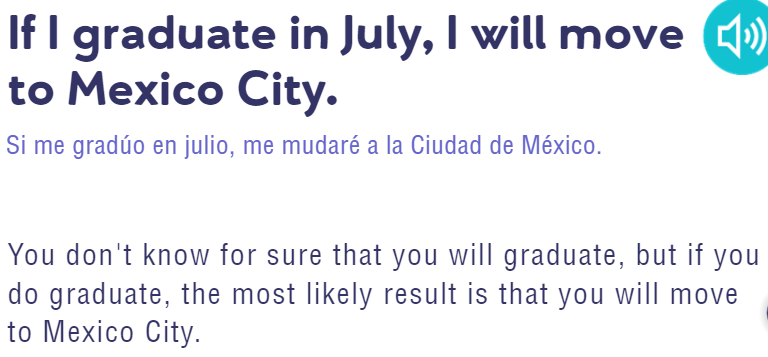 If I graduate in July, I will move
to Mexico City.
Si me gradúo en julio, me mudaré a la Ciudad de México.
You don't know for sure that you will graduate, but if you
do graduate, the most likely result is that you will move
to Mexico City.